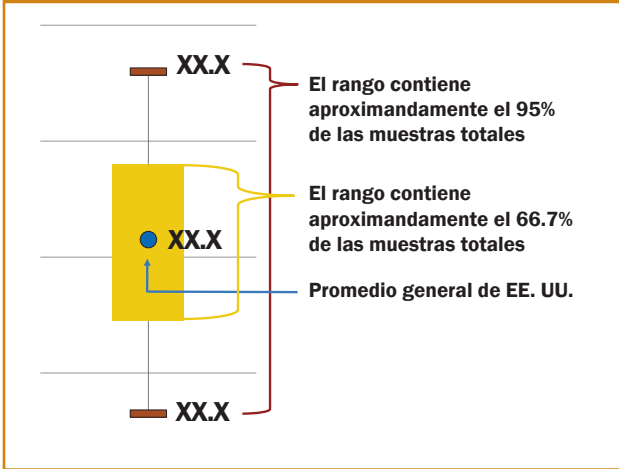 XX.X
El rango contiene
aproximandamente el 95%
de las muestras totales
El rango contiene
aproximandamente el 66.7%
de las muestras totales
XX.X
Promedio general de EE. UU.
XX.X